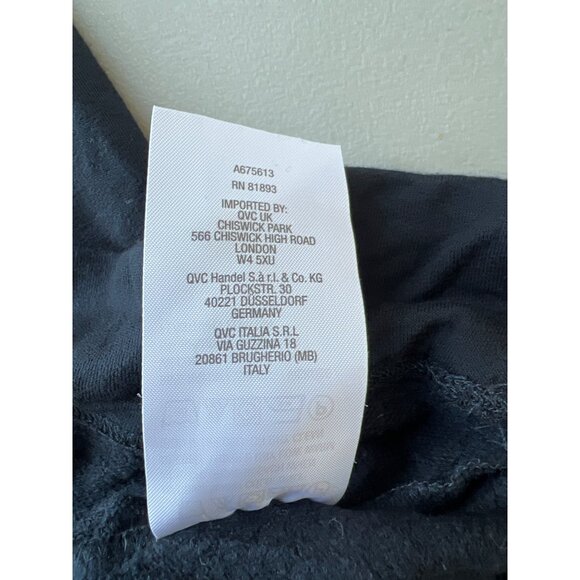 A675613
RN 81893
IMPORTED BY:
QVC UK
CHISWICK PARK
566 CHISWICK HIGH ROAD
LONDON
W4 5XU
QVC Handel S.à r.l. & Co. KG
PLOCKSTR. 30
40221 DÜSSELDORF
GERMANY
QVC ITALIA S.R.L
VIA GUZZINA 18
20861 BRUGHERIO (MB)
ITALY